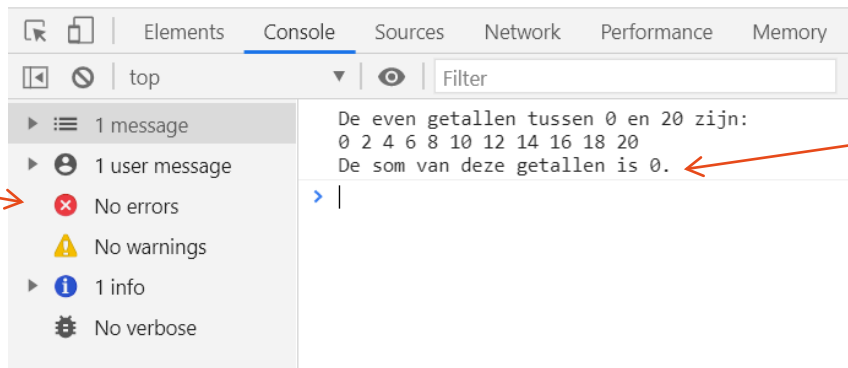 Elements Console Sources Network Performance Memory
top Filter
1 message
1 user message
No errors
No warnings
1 info
No verbose
De even getallen tussen 0 en 20 zijn:
0 2 4 6 8 10 12 14 16 18 20
De som van deze getallen is 0.